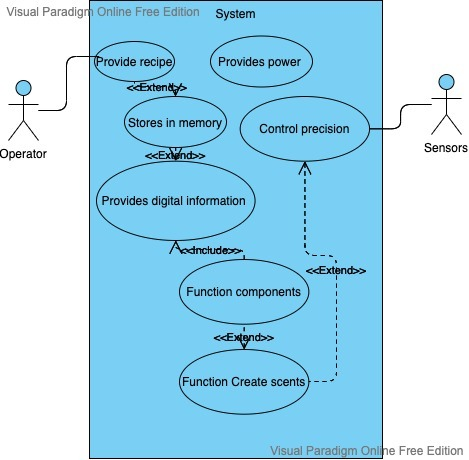 Visual Paradigm Online Free Edition
System
Provide recipe
Provides power
<<Extend>>
Stores in memory
Control precision
Operator
Sensors
<<Extend>>
Provides digital information
<<Include>>
<<Extend>>
Function components
<<Extend>>
Function Create scents
Visual Paradigm Online Free Edition